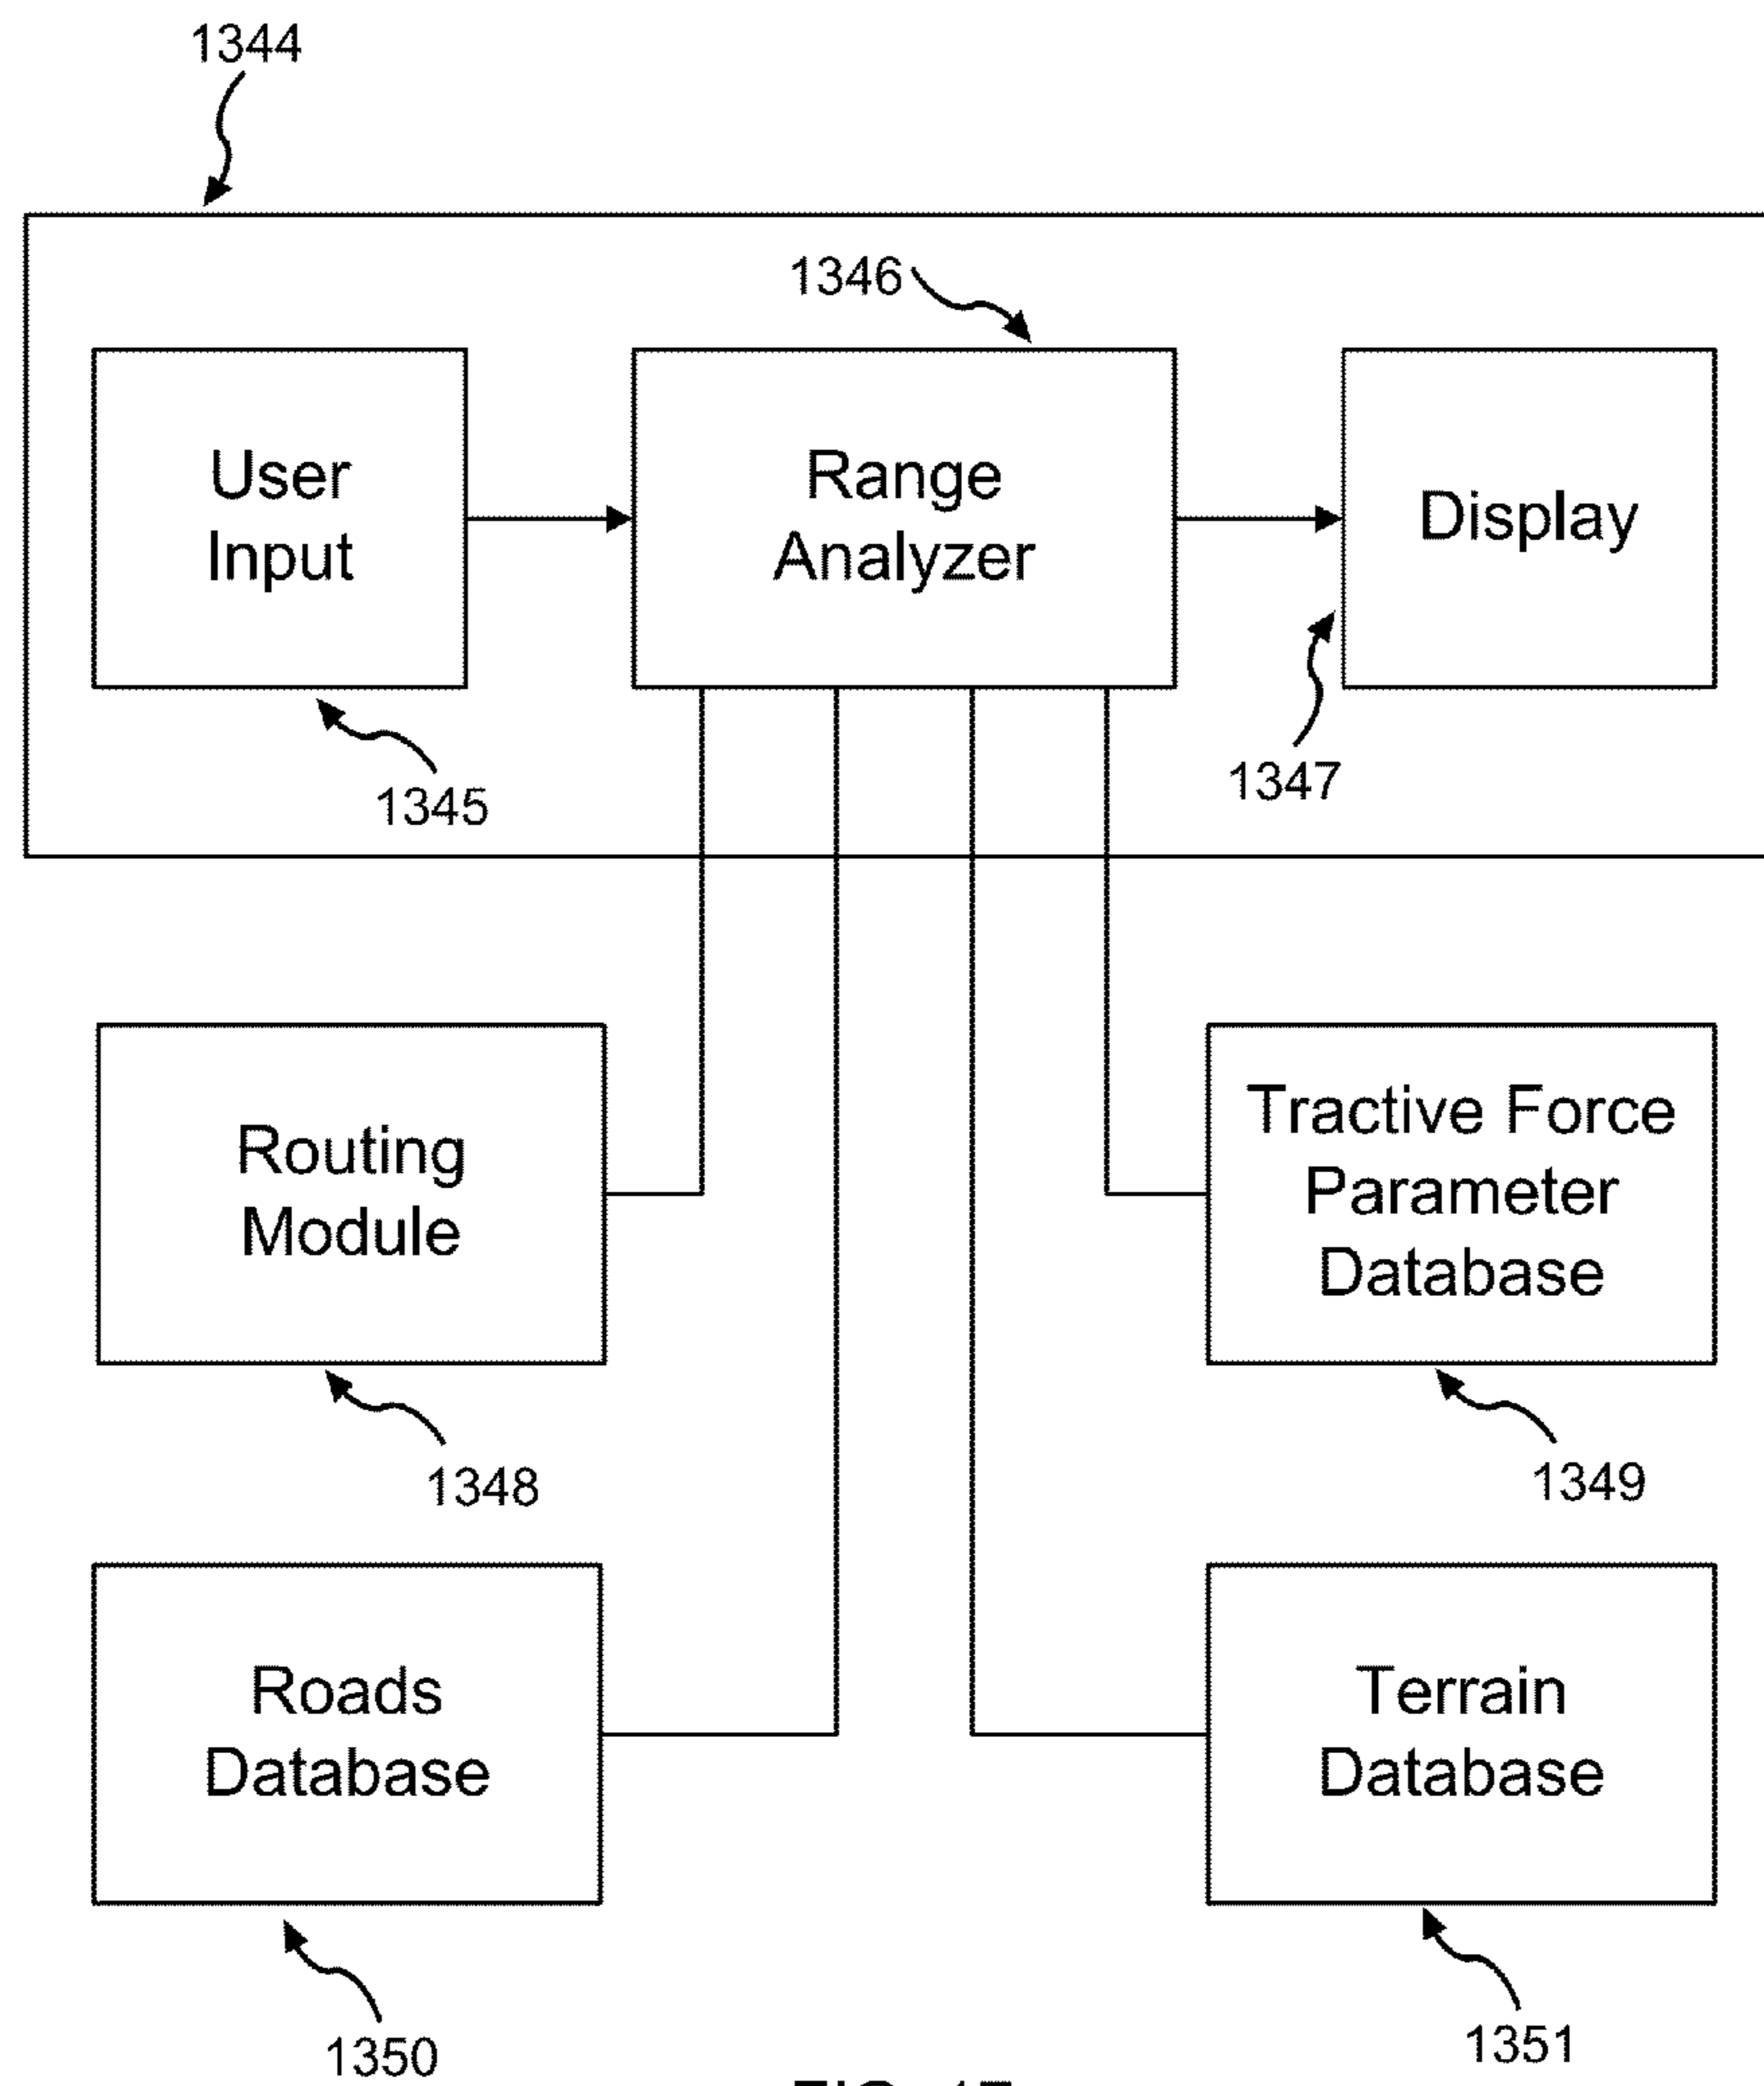 1344
1346
User
Input
Range
Analyzer
Display
1345
1347
Routing
Module
Tractive Force
Parameter
Database
1348
1349
Roads
Database
Terrain
Database
1350
1351